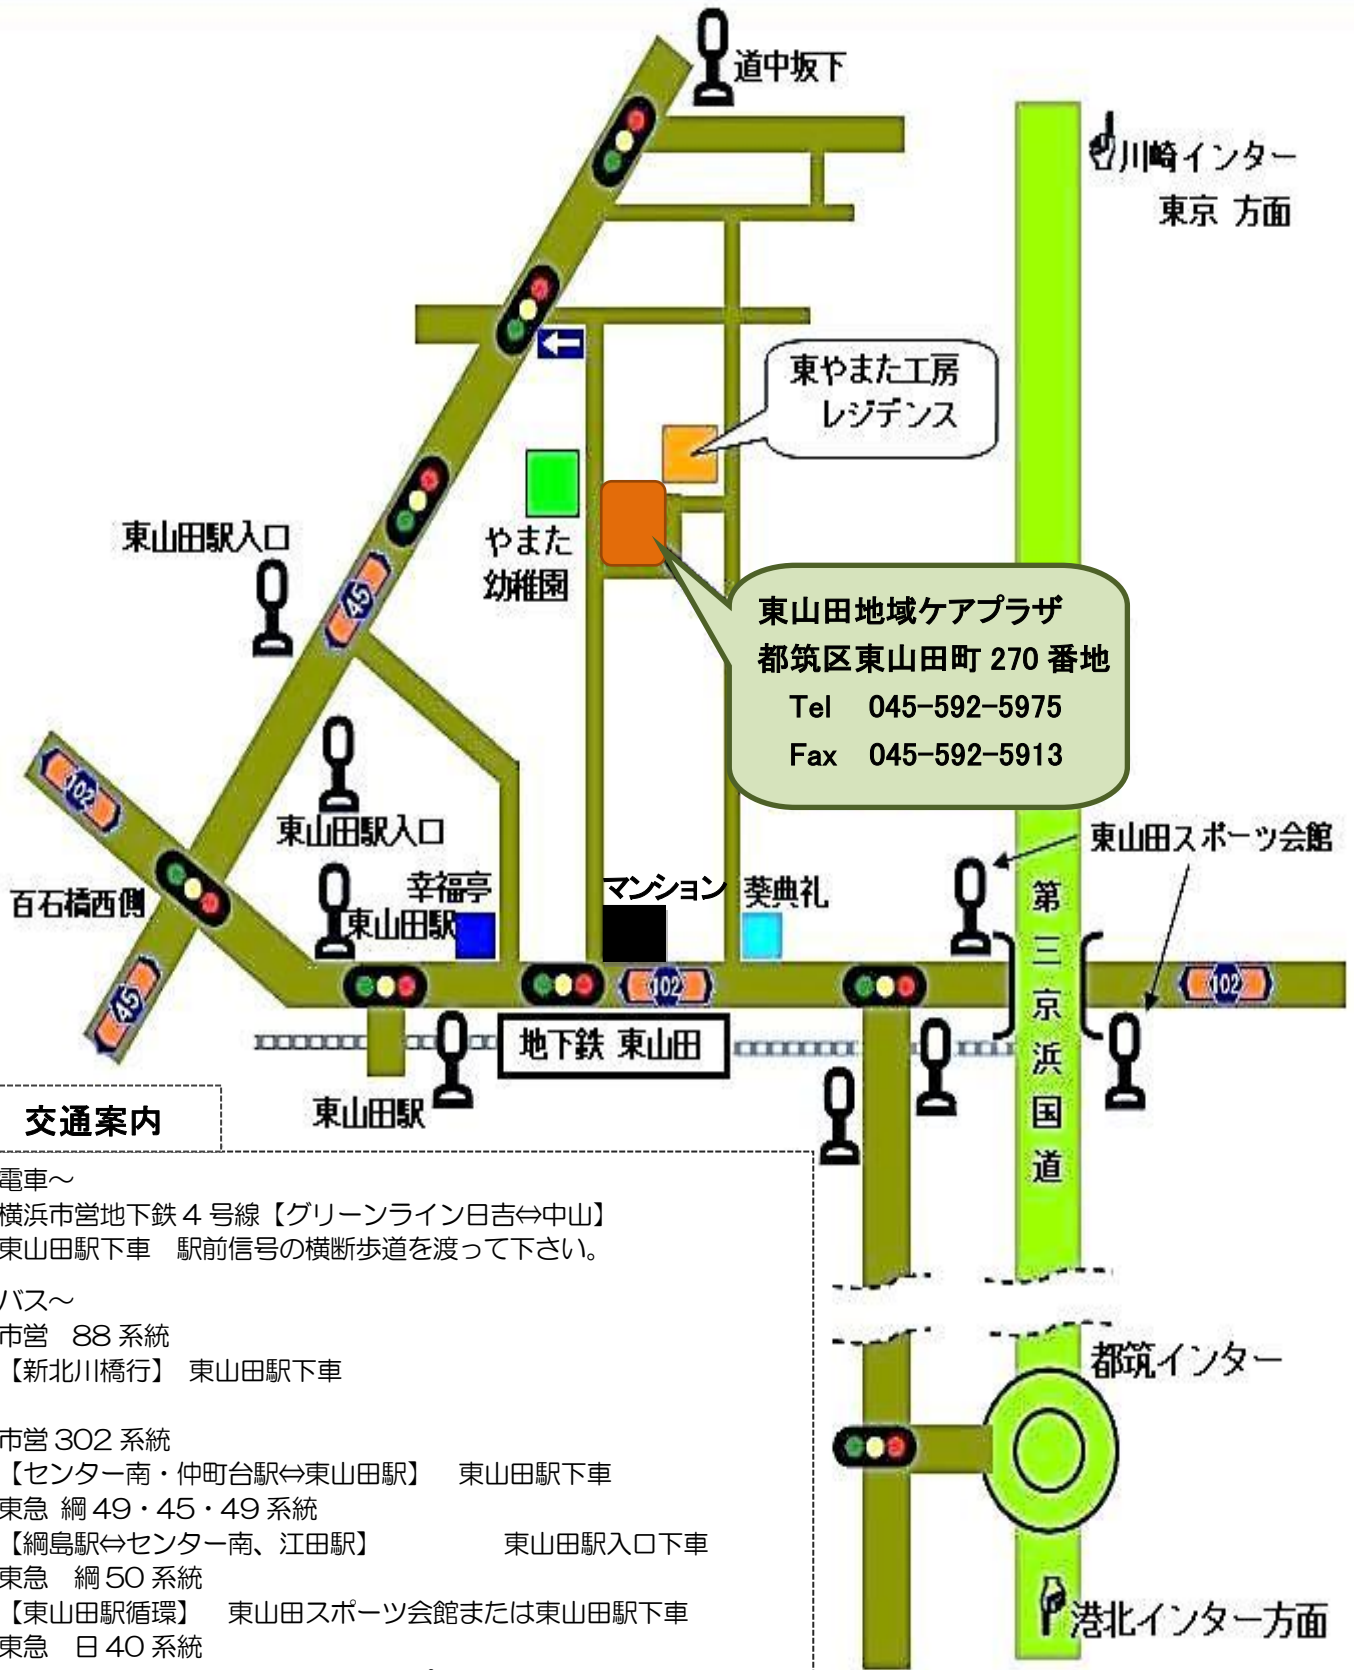 道中坂下
川崎インター
東京 方面
東やまた工房
レジデンス
東山田駅入口
45
やまた
幼稚園
東山田地域ケアプラザ
都筑区東山田町 270 番地
Tel 045-592-5975
Fax 045-592-5913
102
東山田駅入口
東山田スポーツ会館
百石橋西側
幸福亭
東山田駅
マンション
葵典礼
第三京浜国道
45
102
102
地下鉄 東山田
東山田駅
交通案内
電車～
横浜市営地下鉄 4 号線【グリーンライン日吉⇔中山】
東山田駅下車 駅前信号の横断歩道を渡って下さい。
バス～
市営 88 系統
【新北川橋行】 東山田駅下車
市営 302 系統
【センター南・仲町台駅⇔東山田駅】 東山田駅下車
東急 綱 49・45・49 系統
【綱島駅⇔センター南、江田駅】 東山田駅入口下車
東急 綱 50 系統
【東山田駅循環】 東山田スポーツ会館または東山田駅下車
東急 日 40 系統
都筑インター
港北インター方面